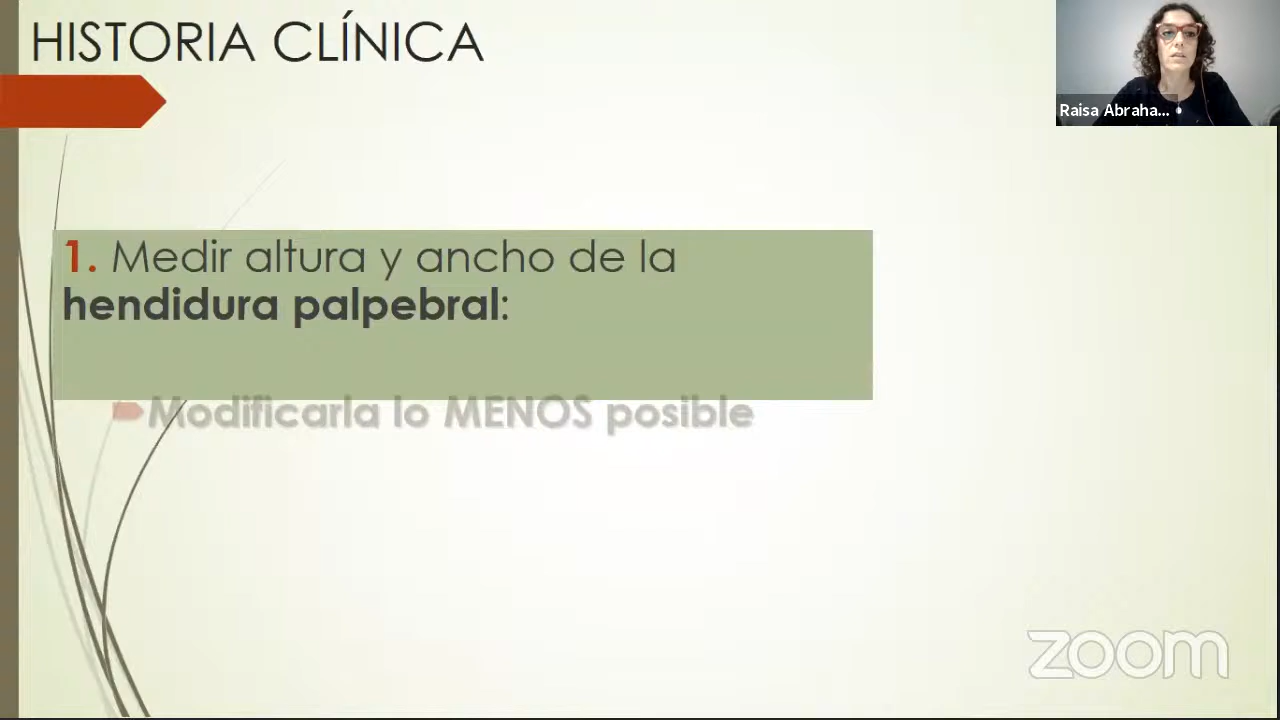 HISTORIA CLÍNICA
Raisa Abraha...
1. Medir altura y ancho de la
hendidura palpebral:
Modificarla lo MENOS posible
zoom